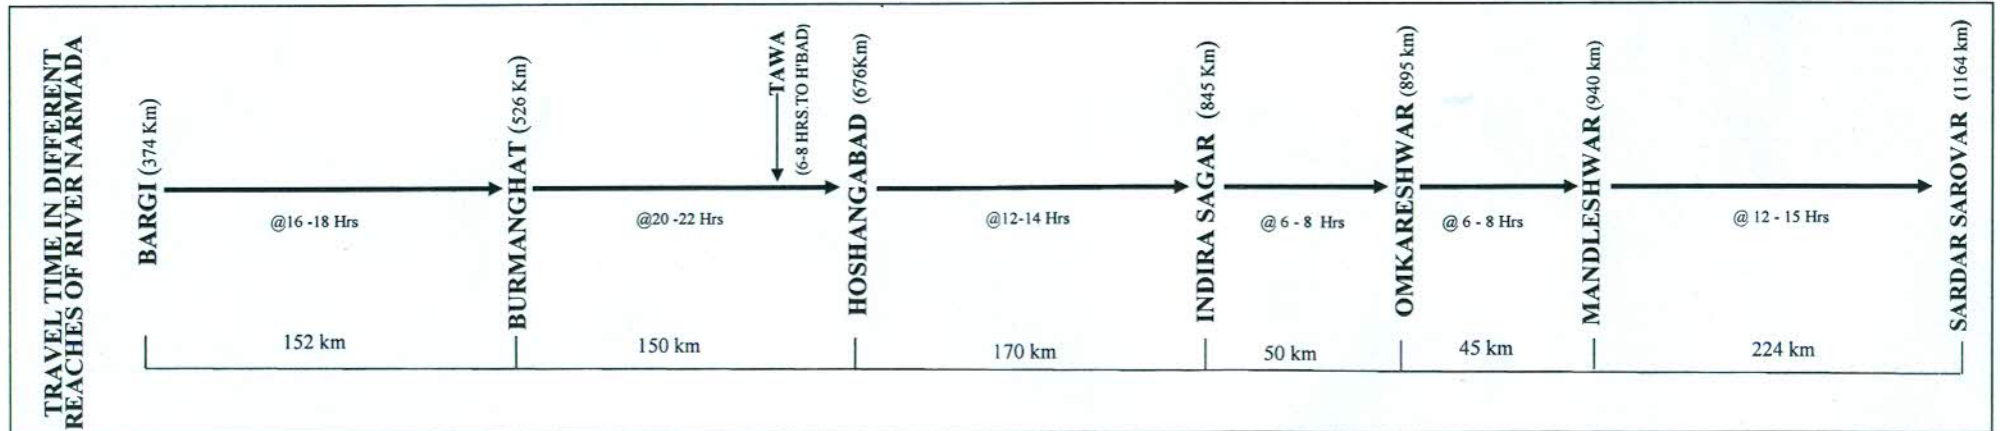 TRAVEL TIME IN DIFFERENT
REACHES OF RIVER NARMADA
BARGI (374 Km)
@16 -18 Hrs
152 km
BURMANGHAT (526 Km)
@20 -22 Hrs
150 km
TAWA
(6-8 HRS.TO H'BAD)
HOSHANGABAD (676Km)
@12-14 Hrs
170 km
INDIRA SAGAR (845 Km)
@ 6 - 8 Hrs
50 km
OMKARESHWAR (895 km)
@ 6 - 8 Hrs
45 km
MANDLESHWAR (940 km)
@ 12 - 15 Hrs
224 km
SARDAR SAROVAR (1164 km)